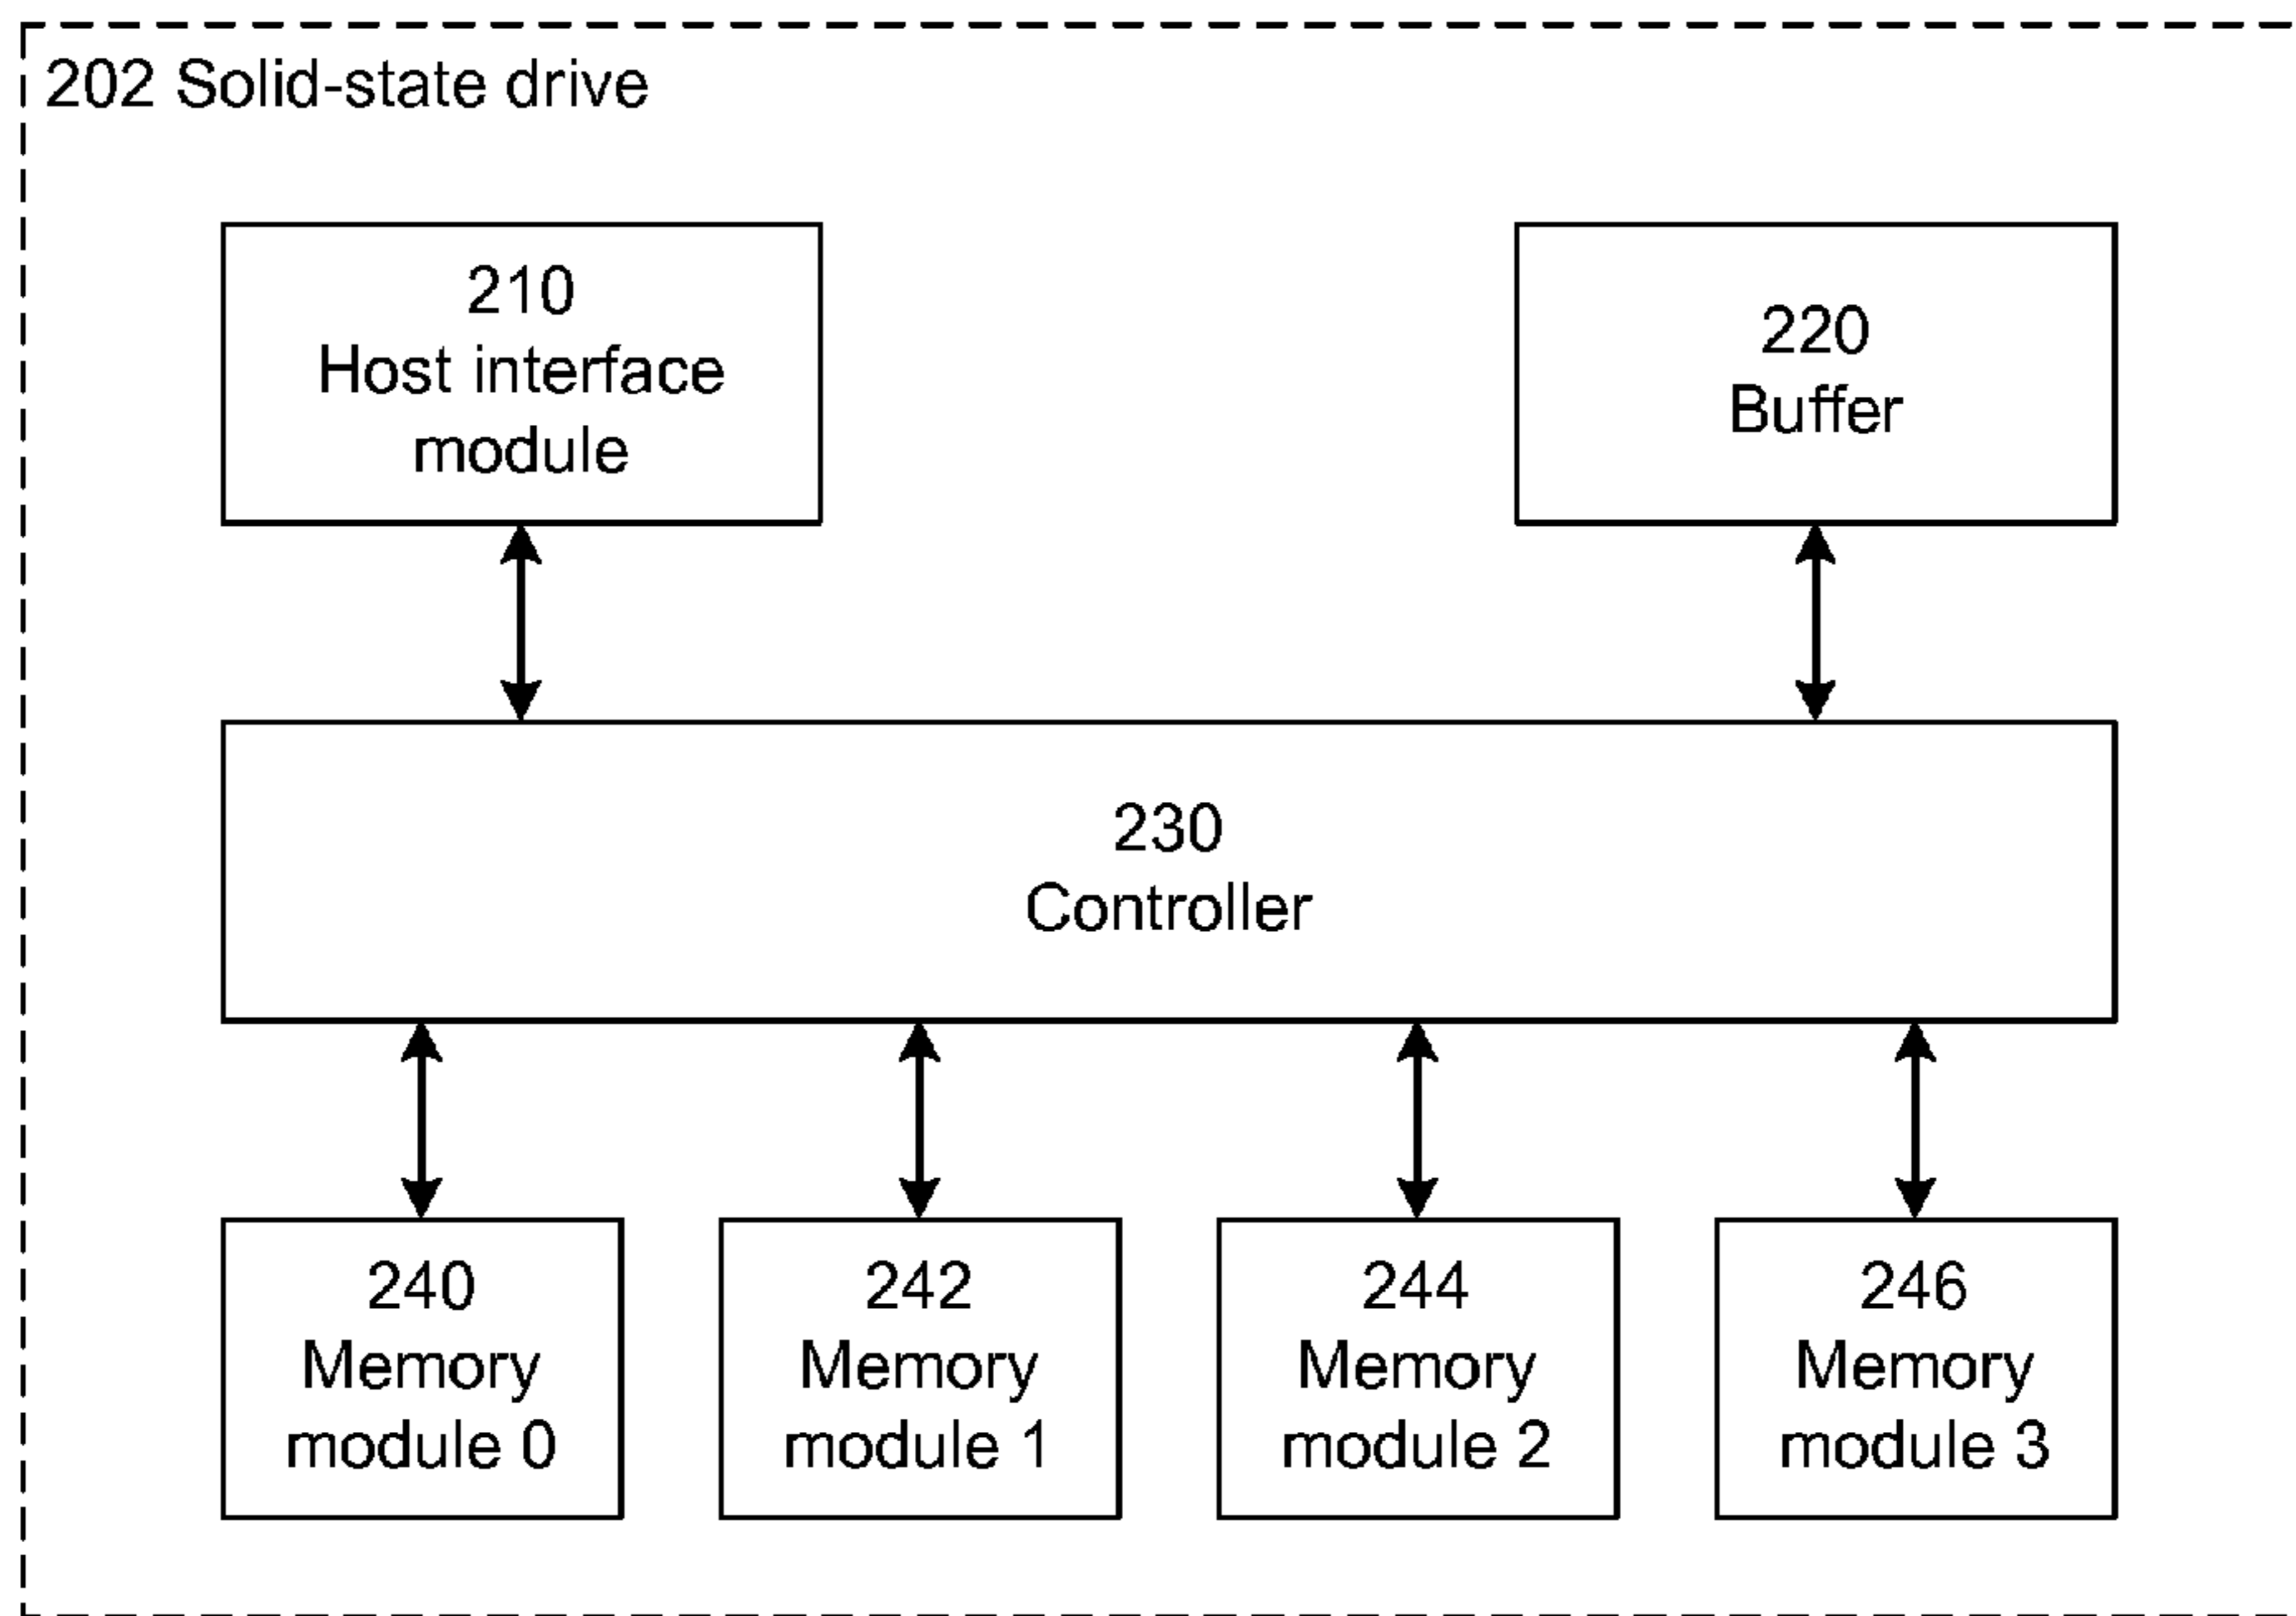 202 Solid-state drive
210
Host interface
module
220
Buffer
230
Controller
240
Memory
module 0
242
Memory
module 1
244
Memory
module 2
246
Memory
module 3